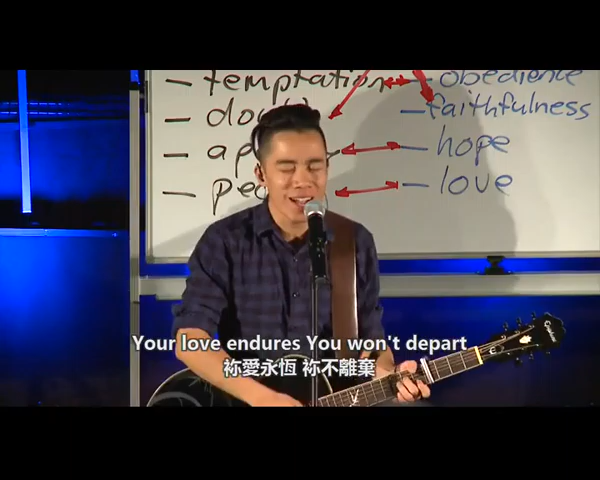 — temptation
— obedience
— faithfulness
— hope
— love
Your love endures You won't depart
祢愛永恆 祢不離棄